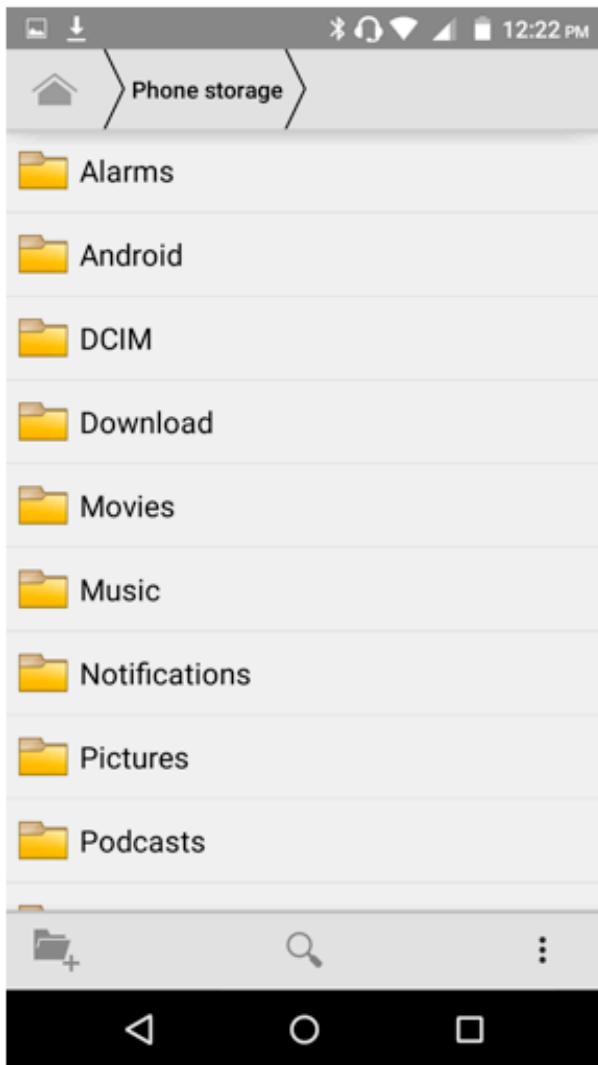 12:22 PM
Phone storage
Alarms
Android
DCIM
Download
Movies
Music
Notifications
Pictures
Podcasts